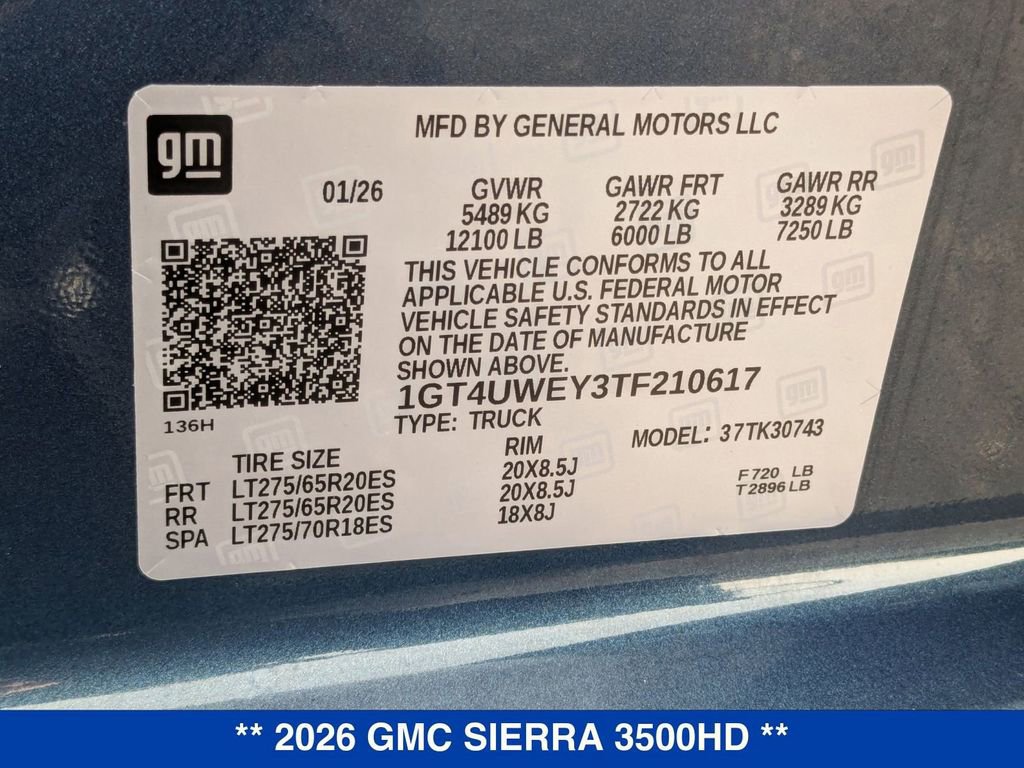 gm
MFD BY GENERAL MOTORS LLC
01/26 GVWR GAWR FRT GAWR RR
5489 KG 2722 KG 3289 KG
12100 LB 6000 LB 7250 LB
THIS VEHICLE CONFORMS TO ALL
APPLICABLE U.S. FEDERAL MOTOR
VEHICLE SAFETY STANDARDS IN EFFECT
ON THE DATE OF MANUFACTURE
SHOWN ABOVE.
1GT4UWEY3TF210617
136H
TYPE: TRUCK
MODEL: 37TK30743
TIRE SIZE RIM
FRT LT275/65R20ES 20X8.5J
RR LT275/65R20ES 20X8.5J
SPA LT275/70R18ES 18X8J
F 720 LB
T 2896 LB
** 2026 GMC SIERRA 3500HD **